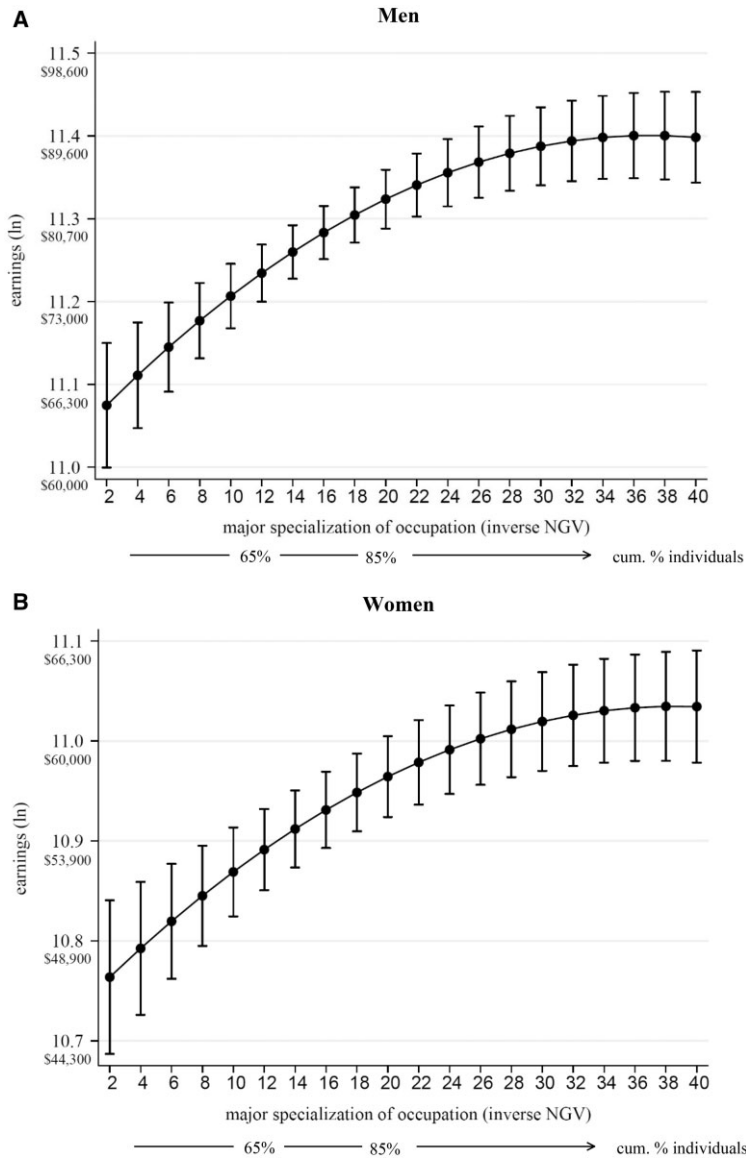 A
Men
11.5
$98,600
11.4
$89,600
11.3
$80,700
11.2
$73,000
11.1
$66,300
11.0
$60,000
earnings (ln)
2 4 6 8 10 12 14 16 18 20 22 24 26 28 30 32 34 36 38 40
major specialization of occupation (inverse NGV)
65% 85% cum. % individuals
B
Women
11.1
$66,300
11.0
$60,000
10.9
$53,900
10.8
$48,900
10.7
$44,300
earnings (ln)
2 4 6 8 10 12 14 16 18 20 22 24 26 28 30 32 34 36 38 40
major specialization of occupation (inverse NGV)
65% 85% cum. % individuals